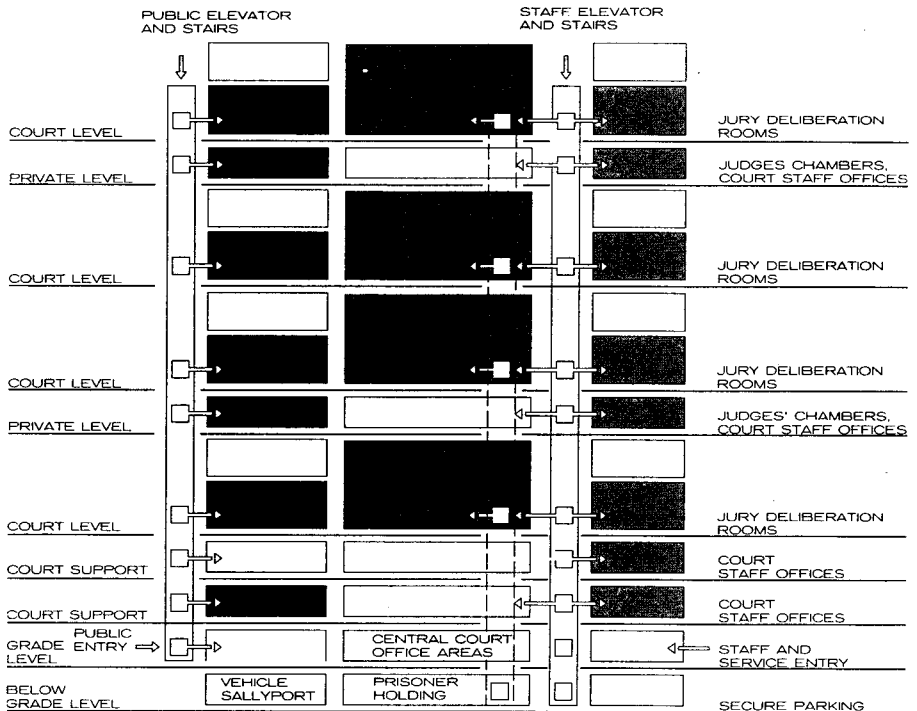 PUBLIC ELEVATOR
AND STAIRS
STAFF ELEVATOR
AND STAIRS
COURT LEVEL
JURY DELIBERATION
ROOMS
PRIVATE LEVEL
JUDGES CHAMBERS,
COURT STAFF OFFICES
COURT LEVEL
JURY DELIBERATION
ROOMS
COURT LEVEL
JURY DELIBERATION
ROOMS
PRIVATE LEVEL
JUDGES' CHAMBERS,
COURT STAFF OFFICES
COURT LEVEL
JURY DELIBERATION
ROOMS
COURT SUPPORT
COURT
STAFF OFFICES
COURT SUPPORT
COURT
STAFF OFFICES
GRADE
LEVEL
PUBLIC
ENTRY
CENTRAL COURT
OFFICE AREAS
STAFF AND
SERVICE ENTRY
BELOW
GRADE LEVEL
VEHICLE
SALLYPORT
PRISONER
HOLDING
SECURE PARKING